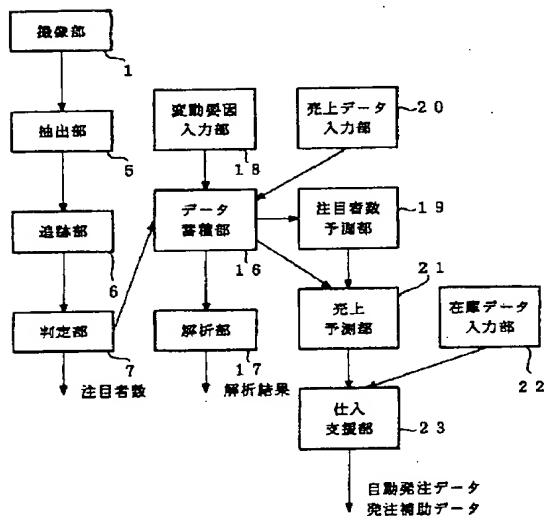 撮像部
1
抽出部
5
追跡部
6
判定部
7
注目者数
変動要因
入力部
18
売上データ
入力部
20
データ
蓄積部
16
注目者数
予測部
19
解析部
17
解析結果
売上
予測部
21
在庫データ
入力部
22
仕入
支援部
23
自動発注データ
発注補助データ